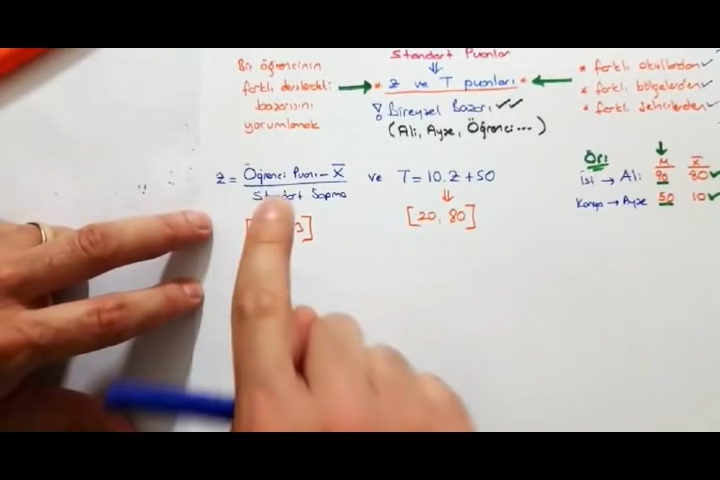 Standart Puanlar
Bir öğrencinin
farklı derslerdeki
başarısını
yorumlamak
* z ve T puanları *
! Bireysel Başarı ✓✓
(Ali, Ayşe, Öğrenci...)
* farklı okullardan ✓
* farklı bölgelerden ✓
* farklı şehirlerden ✓
z = Öğrenci Puanı - X̄
Standart Sapma
ve T = 10.z + 50
3]
[20, 80]
Ör:
M X̄
İst → Ali: 90 80 ✓
Konya → Ayşe 50 10 ✓